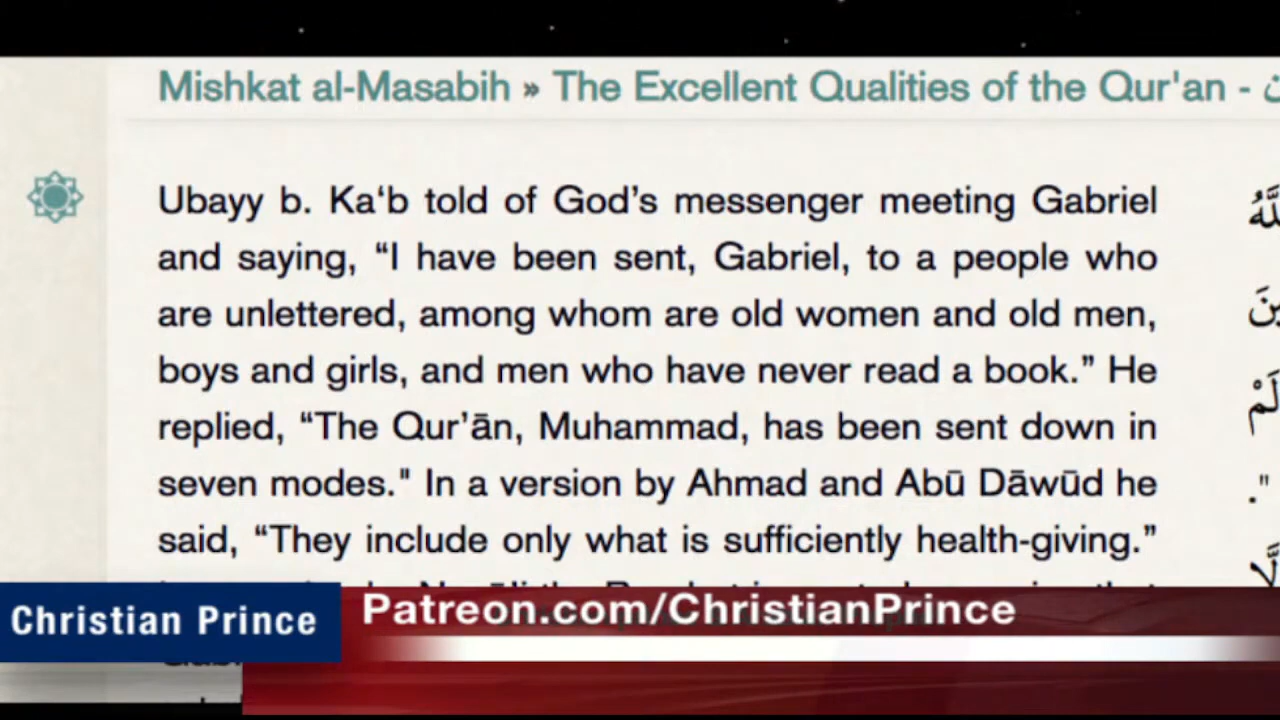 Mishkat al-Masabih » The Excellent Qualities of the Qur'an -
Ubayy b. Ka‘b told of God’s messenger meeting Gabriel
and saying, “I have been sent, Gabriel, to a people who
are unlettered, among whom are old women and old men,
boys and girls, and men who have never read a book.” He
replied, “The Qur’ān, Muhammad, has been sent down in
seven modes." In a version by Ahmad and Abū Dāwūd he
said, “They include only what is sufficiently health-giving.”
Christian Prince
Patreon.com/ChristianPrince